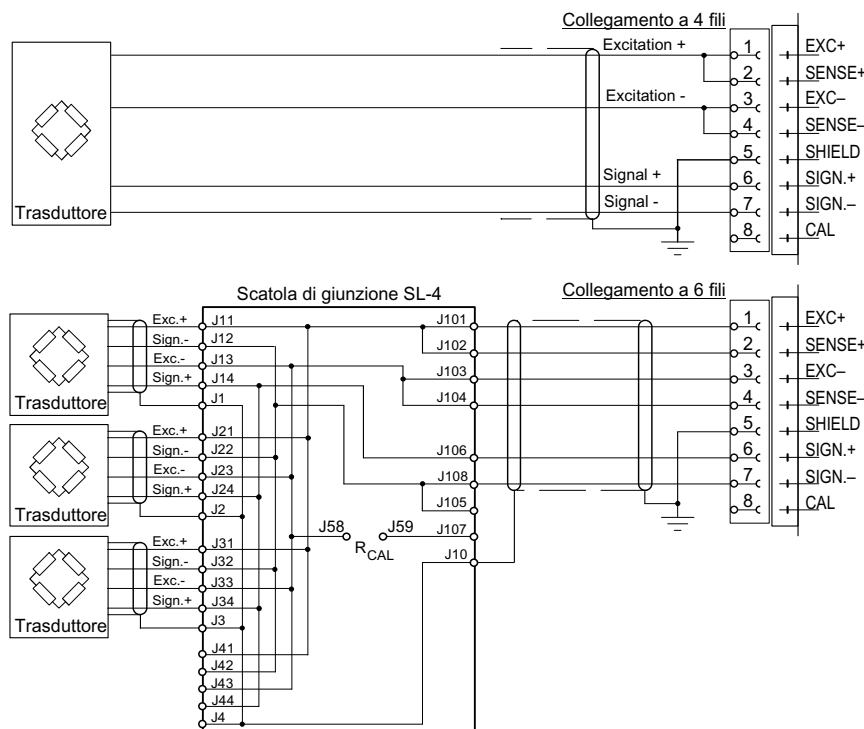 Collegamento a 4 fili
Excitation +
1
EXC+
2
SENSE+
Excitation -
3
EXC–
4
SENSE–
5
SHIELD
Signal +
6
SIGN.+
Signal -
7
SIGN.–
8
CAL
Trasduttore
Scatola di giunzione SL-4
Collegamento a 6 fili
Exc.+
J11
J101
1
EXC+
Sign.-
J12
J102
2
SENSE+
Exc.-
J13
J103
3
EXC–
Sign.+
J14
J104
4
SENSE–
J1
Trasduttore
5
SHIELD
Exc.+
J21
J106
6
SIGN.+
Sign.-
J22
Exc.-
J23
J108
7
SIGN.–
Sign.+
J24
J105
8
CAL
J2
Trasduttore
J58
J59
J107
RCAL
J10
Exc.+
J31
Sign.-
J32
Exc.-
J33
Sign.+
J34
J3
Trasduttore
J41
J42
J43
J44
J4